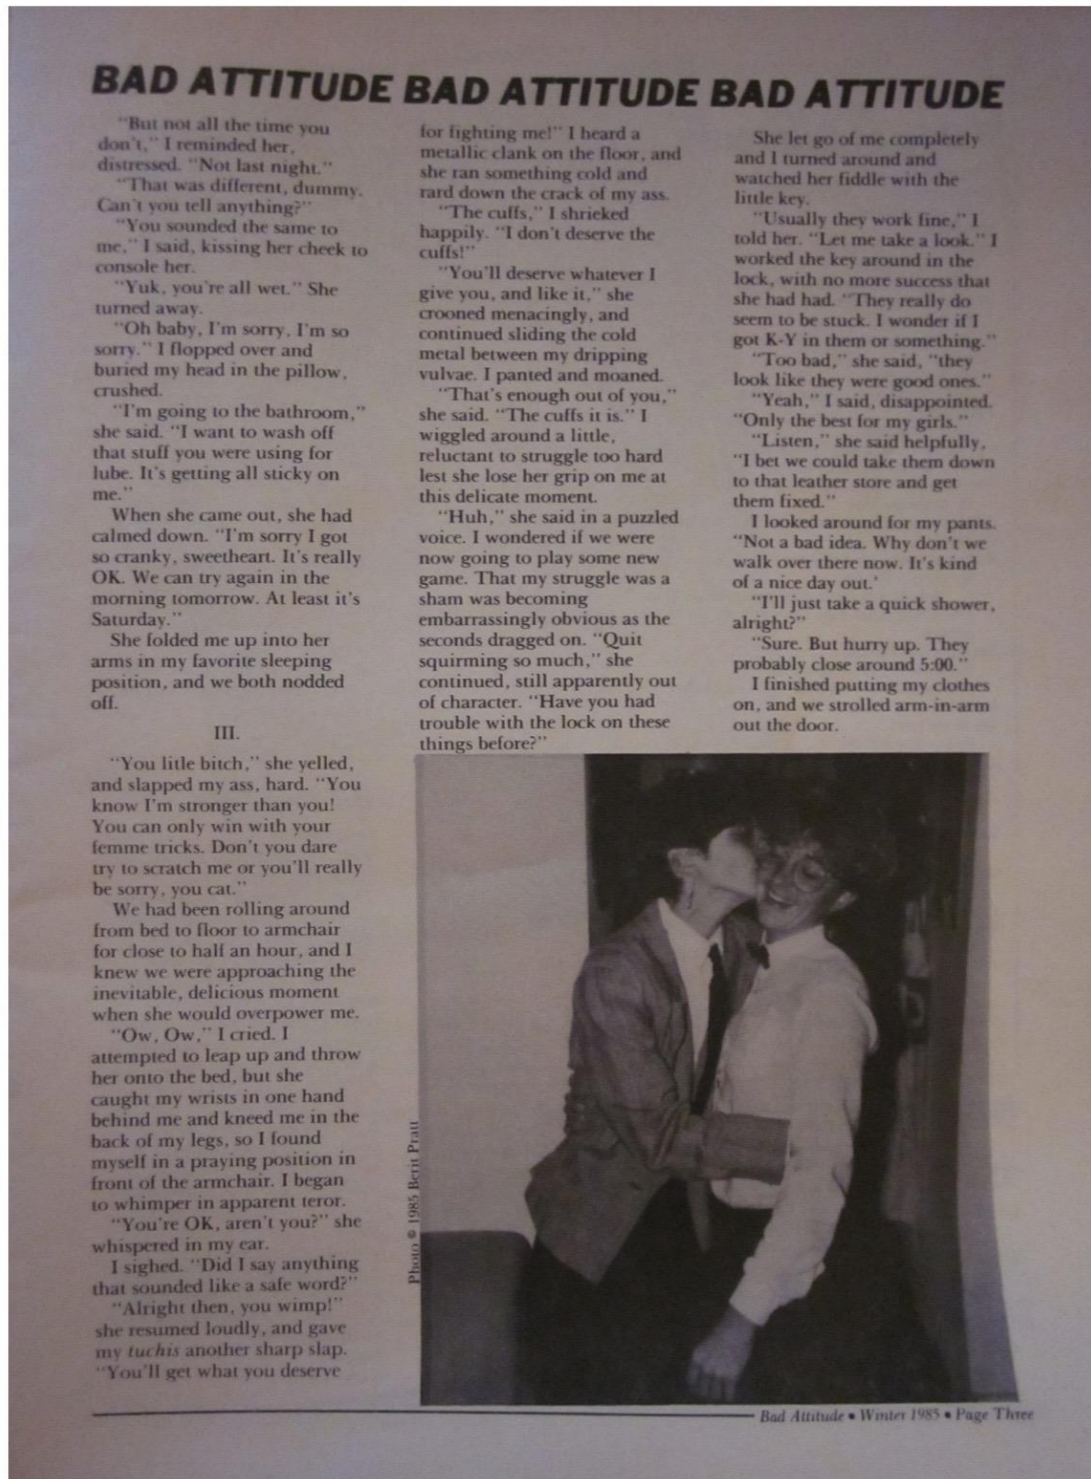 BAD ATTITUDE BAD ATTITUDE BAD ATTITUDE
"But not all the time you
don't," I reminded her,
distressed. "Not last night."
"That was different, dummy.
Can't you tell anything?"
"You sounded the same to
me," I said, kissing her cheek to
console her.
"Yuk, you're all wet." She
turned away.
"Oh baby, I'm sorry, I'm so
sorry." I flopped over and
buried my head in the pillow,
crushed.
"I'm going to the bathroom,"
she said. "I want to wash off
that stuff you were using for
lube. It's getting all sticky on
me."
When she came out, she had
calmed down. "I'm sorry I got
so cranky, sweetheart. It's really
OK. We can try again in the
morning tomorrow. At least it's
Saturday."
She folded me up into her
arms in my favorite sleeping
position, and we both nodded
off.
III.
"You litle bitch," she yelled,
and slapped my ass, hard. "You
know I'm stronger than you!
You can only win with your
femme tricks. Don't you dare
try to scratch me or you'll really
be sorry, you cat."
We had been rolling around
from bed to floor to armchair
for close to half an hour, and I
knew we were approaching the
inevitable, delicious moment
when she would overpower me.
"Ow, Ow," I cried. I
attempted to leap up and throw
her onto the bed, but she
caught my wrists in one hand
behind me and kneed me in the
back of my legs, so I found
myself in a praying position in
front of the armchair. I began
to whimper in apparent teror.
"You're OK, aren't you?" she
whispered in my ear.
I sighed. "Did I say anything
that sounded like a safe word?"
"Alright then, you wimp!"
she resumed loudly, and gave
my tuchis another sharp slap.
"You'll get what you deserve
for fighting me!" I heard a
metallic clank on the floor, and
she ran something cold and
rard down the crack of my ass.
"The cuffs," I shrieked
happily. "I don't deserve the
cuffs!"
"You'll deserve whatever I
give you, and like it," she
crooned menacingly, and
continued sliding the cold
metal between my dripping
vulvae. I panted and moaned.
"That's enough out of you,"
she said. "The cuffs it is." I
wiggled around a little,
reluctant to struggle too hard
lest she lose her grip on me at
this delicate moment.
"Huh," she said in a puzzled
voice. I wondered if we were
now going to play some new
game. That my struggle was a
sham was becoming
embarrassingly obvious as the
seconds dragged on. "Quit
squirming so much," she
continued, still apparently out
of character. "Have you had
trouble with the lock on these
things before?"
She let go of me completely
and I turned around and
watched her fiddle with the
little key.
"Usually they work fine," I
told her. "Let me take a look." I
worked the key around in the
lock, with no more success that
she had had. "They really do
seem to be stuck. I wonder if I
got K-Y in them or something."
"Too bad," she said, "they
look like they were good ones."
"Yeah," I said, disappointed.
"Only the best for my girls."
"Listen," she said helpfully,
"I bet we could take them down
to that leather store and get
them fixed."
I looked around for my pants.
"Not a bad idea. Why don't we
walk over there now. It's kind
of a nice day out.'
"I'll just take a quick shower,
alright?"
"Sure. But hurry up. They
probably close around 5:00."
I finished putting my clothes
on, and we strolled arm-in-arm
out the door.
Photo © 1985 Berit Pratt
Bad Attitude • Winter 1985 • Page Three